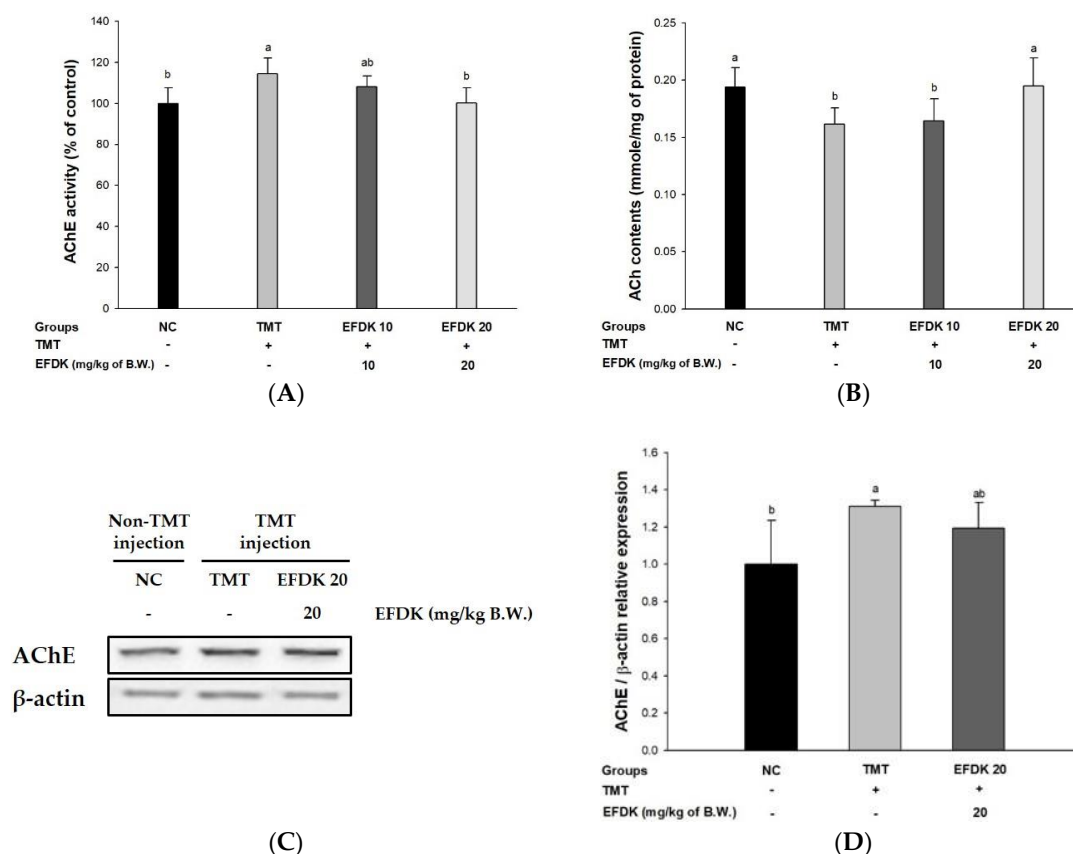 AChE activity (% of control)
140
120
100
80
60
40
20
0
b
a
ab
b
Groups NC TMT EFDK 10 EFDK 20
TMT - + + +
EFDK (mg/kg of B.W.) - - 10 20
(A)
ACh contents (mmole/mg of protein)
0.25
0.20
0.15
0.10
0.05
0.00
a
b
b
a
Groups NC TMT EFDK 10 EFDK 20
TMT - + + +
EFDK (mg/kg of B.W.) - - 10 20
(B)
Non-TMT TMT
injection injection
NC TMT EFDK 20
- - 20 EFDK (mg/kg B.W.)
AChE
β-actin
(C)
AChE / β-actin relative expression
1.6
1.4
1.2
1.0
0.8
0.6
0.4
0.2
0.0
b
a
ab
Groups NC TMT EFDK 20
TMT - + +
EFDK (mg/kg of B.W.) - - 20
(D)